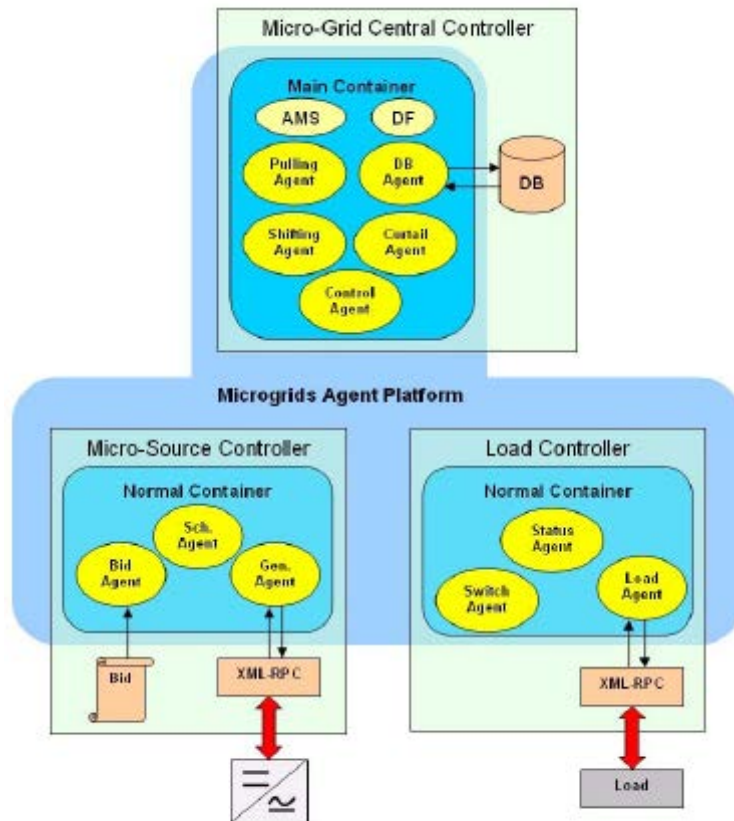 Micro-Grid Central Controller
Main Container
AMS
DF
Pulling
Agent
DB
Agent
DB
Shifting
Agent
Curtail
Agent
Control
Agent
Microgrids Agent Platform
Micro-Source Controller
Normal Container
Sch.
Agent
Bid
Agent
Gen.
Agent
Bid
XML-RPC
Load Controller
Normal Container
Status
Agent
Switch
Agent
Load
Agent
XML-RPC
Load